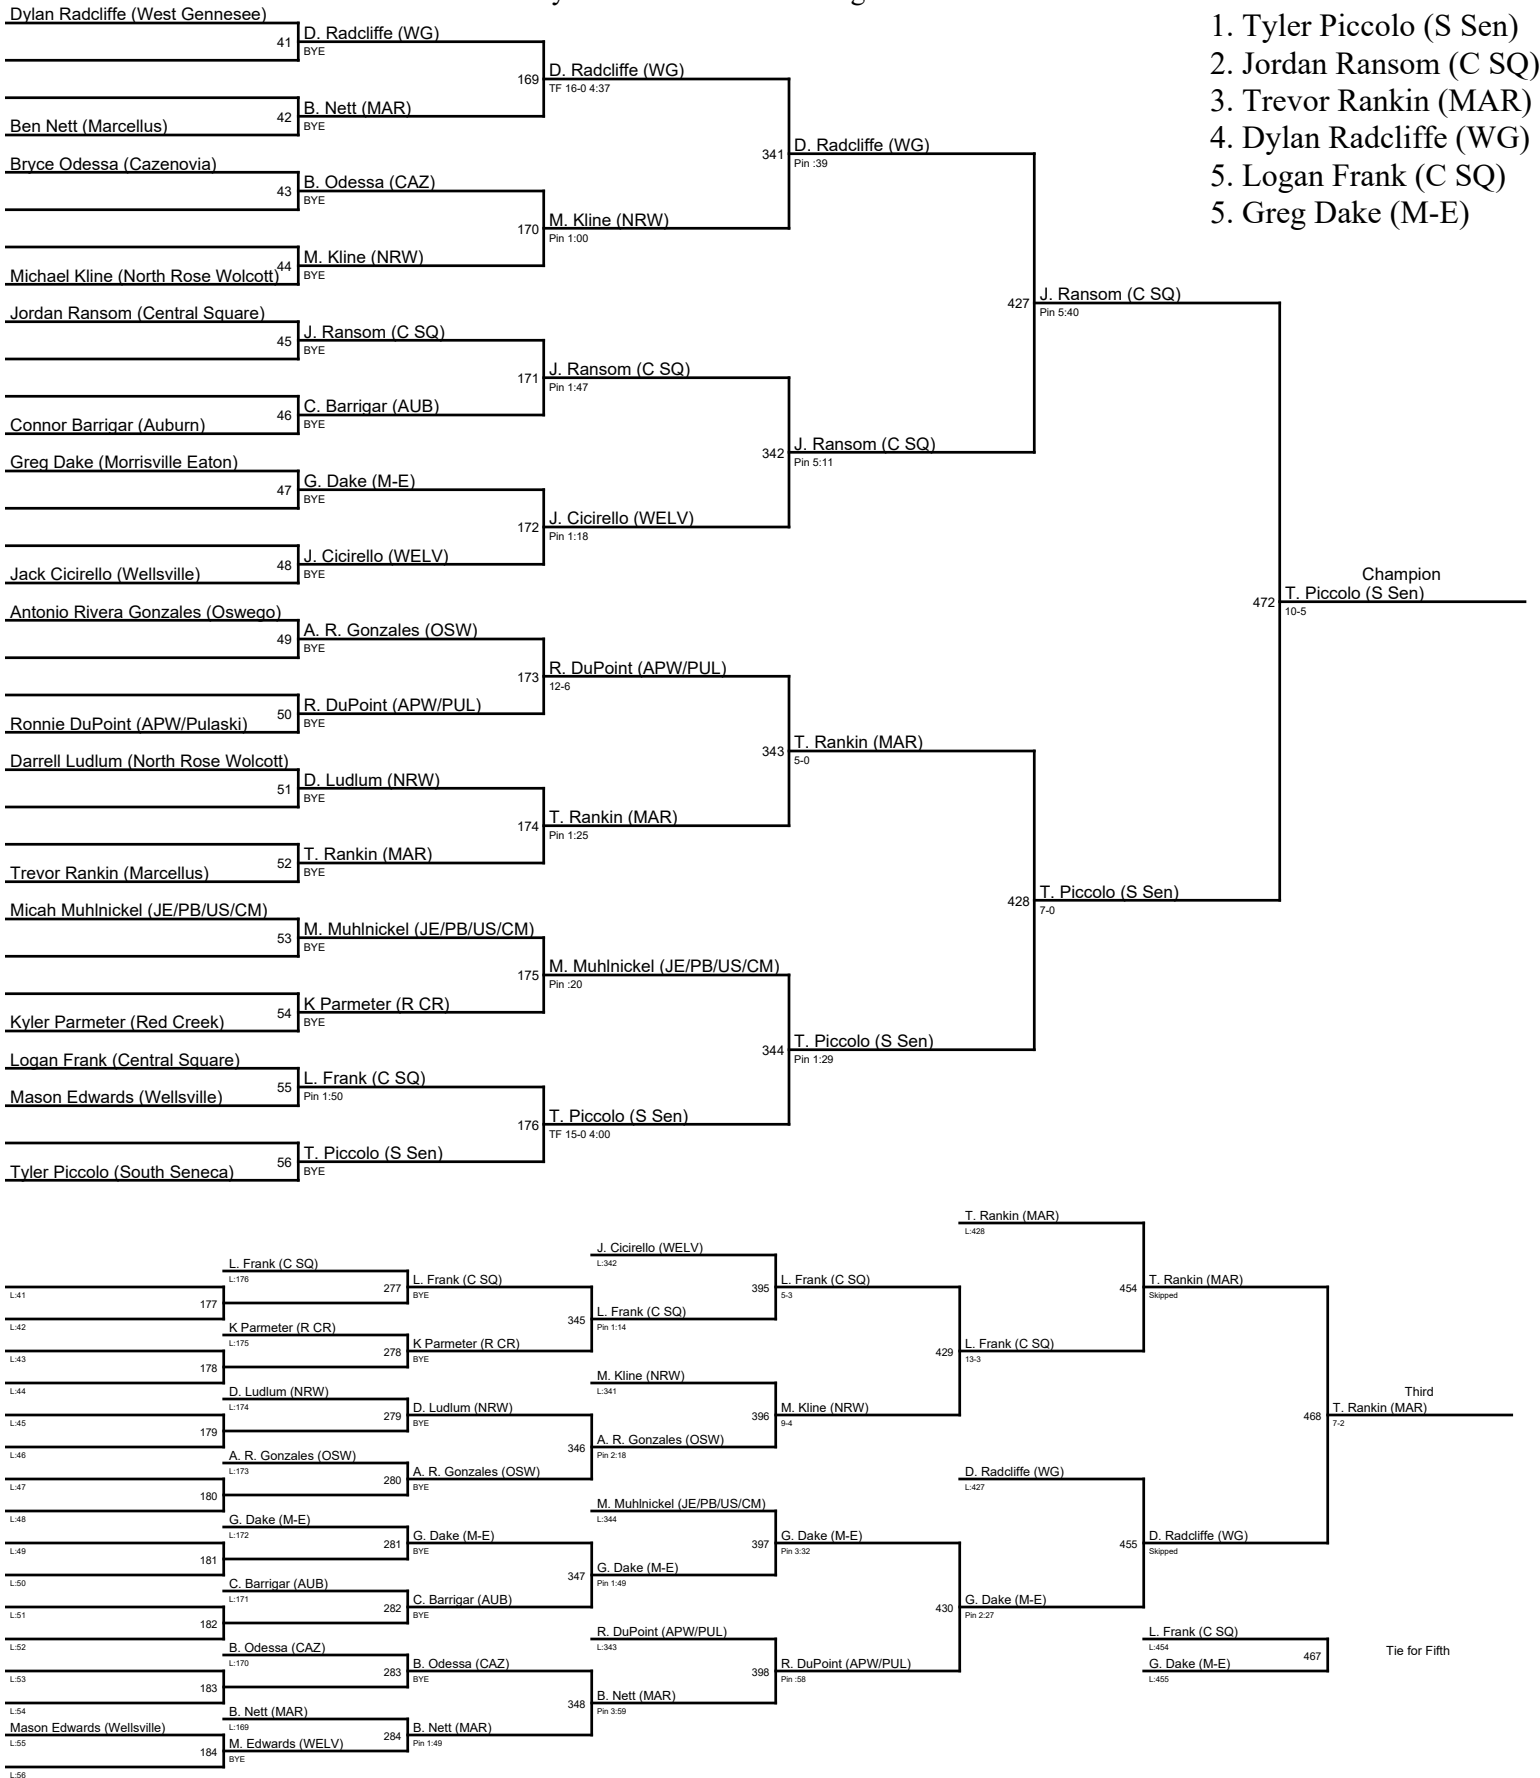 1. Tyler Piccolo (S Sen)
2. Jordan Ransom (C SQ)
3. Trevor Rankin (MAR)
4. Dylan Radcliffe (WG)
5. Logan Frank (C SQ)
5. Greg Dake (M-E)
Dylan Radcliffe (West Gennesee)
41
Ben Nett (Marcellus)
42
Bryce Odessa (Cazenovia)
43
Michael Kline (North Rose Wolcott)
44
Jordan Ransom (Central Square)
45
Connor Barrigar (Auburn)
46
Greg Dake (Morrisville Eaton)
47
Jack Cicirello (Wellsville)
48
Antonio Rivera Gonzales (Oswego)
49
Ronnie DuPoint (APW/Pulaski)
50
Darrell Ludlum (North Rose Wolcott)
51
Trevor Rankin (Marcellus)
52
Micah Muhlnickel (JE/PB/US/CM)
53
Kyler Parmeter (Red Creek)
54
Logan Frank (Central Square)
55
Mason Edwards (Wellsville)
56
Tyler Piccolo (South Seneca)
D. Radcliffe (WG)
BYE
169
B. Nett (MAR)
BYE
B. Odessa (CAZ)
BYE
170
M. Kline (NRW)
BYE
J. Ransom (C SQ)
BYE
171
C. Barrigar (AUB)
BYE
G. Dake (M-E)
BYE
172
J. Cicirello (WELV)
BYE
A. R. Gonzales (OSW)
BYE
173
R. DuPoint (APW/PUL)
BYE
D. Ludlum (NRW)
BYE
174
T. Rankin (MAR)
BYE
M. Muhlnickel (JE/PB/US/CM)
BYE
175
K Parmeter (R CR)
BYE
L. Frank (C SQ)
Pin 1:50
176
T. Piccolo (S Sen)
BYE
D. Radcliffe (WG)
TF 16-0 4:37
341
M. Kline (NRW)
Pin 1:00
J. Ransom (C SQ)
Pin 1:47
342
J. Cicirello (WELV)
Pin 1:18
R. DuPoint (APW/PUL)
12-6
343
T. Rankin (MAR)
Pin 1:25
M. Muhlnickel (JE/PB/US/CM)
Pin :20
344
T. Piccolo (S Sen)
TF 15-0 4:00
D. Radcliffe (WG)
Pin :39
427
J. Ransom (C SQ)
Pin 5:11
T. Rankin (MAR)
5-0
428
T. Piccolo (S Sen)
Pin 1:29
J. Ransom (C SQ)
Pin 5:40
472
T. Piccolo (S Sen)
7-0
Champion
T. Piccolo (S Sen)
10-5
L:41
177
L:42
L:43
178
L:44
L:45
179
L:46
L:47
180
L:48
L:49
181
L:50
L:51
182
L:52
L:53
183
L:54
Mason Edwards (Wellsville)
L:55
184
L:56
L. Frank (C SQ)
L:176
277
K Parmeter (R CR)
L:175
278
D. Ludlum (NRW)
L:174
279
A. R. Gonzales (OSW)
L:173
280
G. Dake (M-E)
L:172
281
C. Barrigar (AUB)
L:171
282
B. Odessa (CAZ)
L:170
283
B. Nett (MAR)
L:169
284
M. Edwards (WELV)
BYE
L. Frank (C SQ)
BYE
345
K Parmeter (R CR)
BYE
D. Ludlum (NRW)
BYE
346
A. R. Gonzales (OSW)
BYE
G. Dake (M-E)
BYE
347
C. Barrigar (AUB)
BYE
B. Odessa (CAZ)
BYE
348
B. Nett (MAR)
Pin 1:49
J. Cicirello (WELV)
L:342
395
L. Frank (C SQ)
Pin 1:14
M. Kline (NRW)
L:341
396
A. R. Gonzales (OSW)
Pin 2:18
M. Muhlnickel (JE/PB/US/CM)
L:344
397
G. Dake (M-E)
Pin 1:49
R. DuPoint (APW/PUL)
L:343
398
B. Nett (MAR)
Pin 3:59
L. Frank (C SQ)
5-3
429
M. Kline (NRW)
9-4
G. Dake (M-E)
Pin 3:32
430
R. DuPoint (APW/PUL)
Pin :58
T. Rankin (MAR)
L:428
454
L. Frank (C SQ)
13-3
D. Radcliffe (WG)
L:427
455
G. Dake (M-E)
Pin 2:27
T. Rankin (MAR)
Skipped
468
D. Radcliffe (WG)
Skipped
Third
T. Rankin (MAR)
7-2
L. Frank (C SQ)
L:454
467
G. Dake (M-E)
L:455
Tie for Fifth